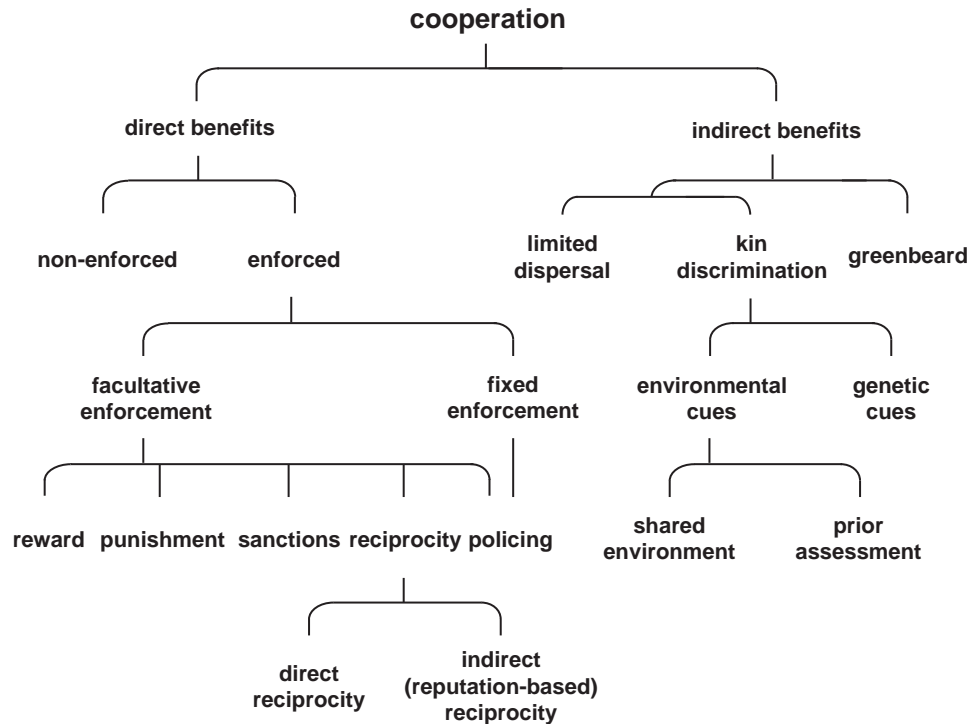 cooperation
direct benefits
indirect benefits
non-enforced
enforced
limited
dispersal
kin
discrimination
greenbeard
facultative
enforcement
fixed
enforcement
environmental
cues
genetic
cues
reward
punishment
sanctions
reciprocity
policing
shared
environment
prior
assessment
direct
reciprocity
indirect
(reputation-based)
reciprocity